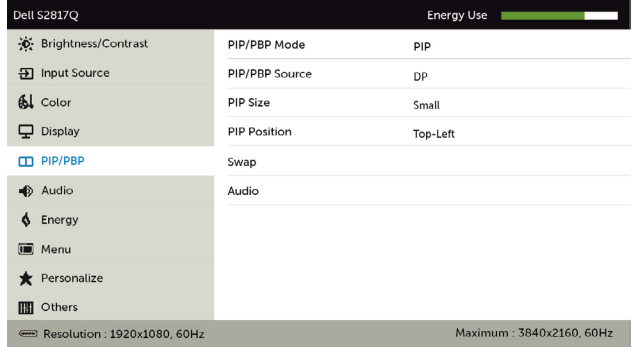 Dell S2817Q Energy Use
Brightness/Contrast PIP/PBP Mode PIP
Input Source PIP/PBP Source DP
Color PIP Size Small
Display PIP Position Top-Left
PIP/PBP Swap
Audio Audio
Energy
Menu
Personalize
Others
Resolution : 1920x1080, 60Hz Maximum : 3840x2160, 60Hz